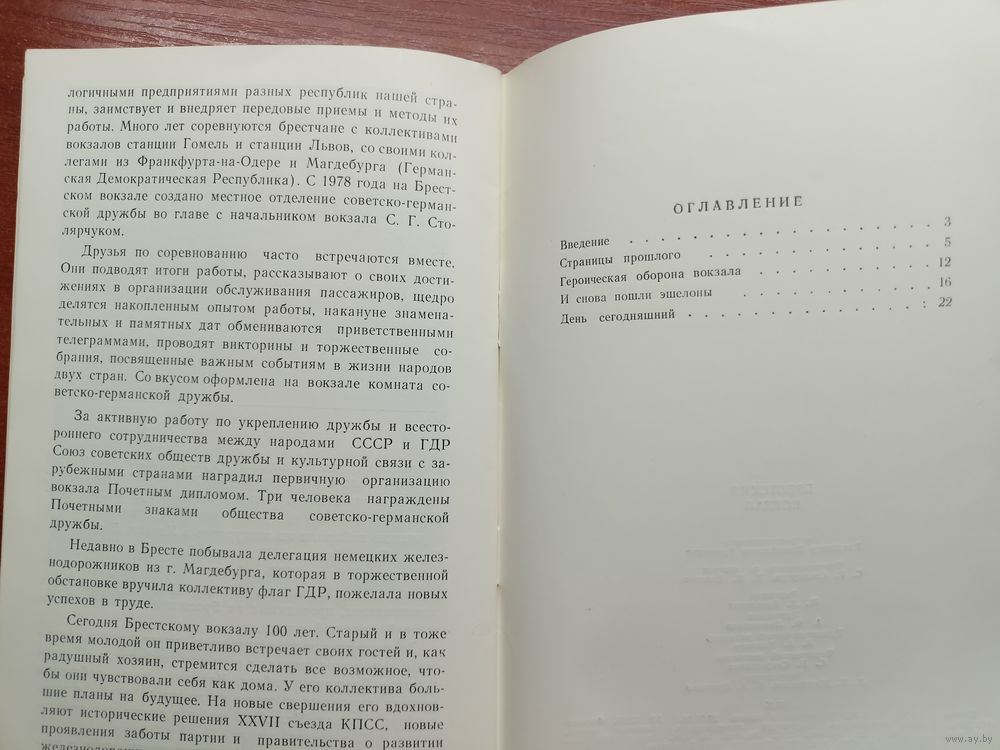 логичными предприятиями разных республик нашей стра-
ны, заимствует и внедряет передовые приемы и методы их
работы. Много лет соревнуются брестчане с коллективами
вокзалов станции Гомель и станции Львов, со своими кол-
легами из Франкфурта-на-Одере и Магдебурга (Герман-
ская Демократическая Республика). С 1978 года на Брест-
ском вокзале создано местное отделение советско-герман-
ской дружбы во главе с начальником вокзала С. Г. Сто-
лярчуком.
Друзья по соревнованию часто встречаются вместе.
Они подводят итоги работы, рассказывают о своих дости-
жениях в организации обслуживания пассажиров, щедро
делятся накопленным опытом работы, накануне знамена-
тельных и памятных дат обмениваются приветственными
телеграммами, проводят викторины и торжественные со-
брания, посвященные важным событиям в жизни народов
двух стран. Со вкусом оформлена на вокзале комната со-
ветско-германской дружбы.
За активную работу по укреплению дружбы и всесто-
роннего сотрудничества между народами СССР и ГДР
Союз советских обществ дружбы и культурной связи с за-
рубежными странами наградил первичную организацию
вокзала Почетным дипломом. Три человека награждены
Почетными знаками общества советско-германской
дружбы.
Недавно в Бресте побывала делегация немецких желез-
нодорожников из г. Магдебурга, которая в торжественной
обстановке вручила коллективу флаг ГДР, пожелала новых
успехов в труде.
Сегодня Брестскому вокзалу 100 лет. Старый и в тоже
время молодой он приветливо встречает своих гостей и, как
радушный хозяин, стремится сделать все возможное, что-
бы они чувствовали себя как дома. У его коллектива боль-
шие планы на будущее. На новые свершения его вдохнов-
ляют исторические решения XXVII съезда КПСС, новые
проявления заботы партии и правительства о развитии
ОГЛАВЛЕНИЕ
Введение . . . . . . . . . . . . . . . . 3
Страницы прошлого . . . . . . . . . . . . 5
Героическая оборона вокзала . . . . . . . . . 12
И снова пошли эшелоны . . . . . . . . . . 16
День сегодняшний . . . . . . . . . . . . : 22
www.ay.by